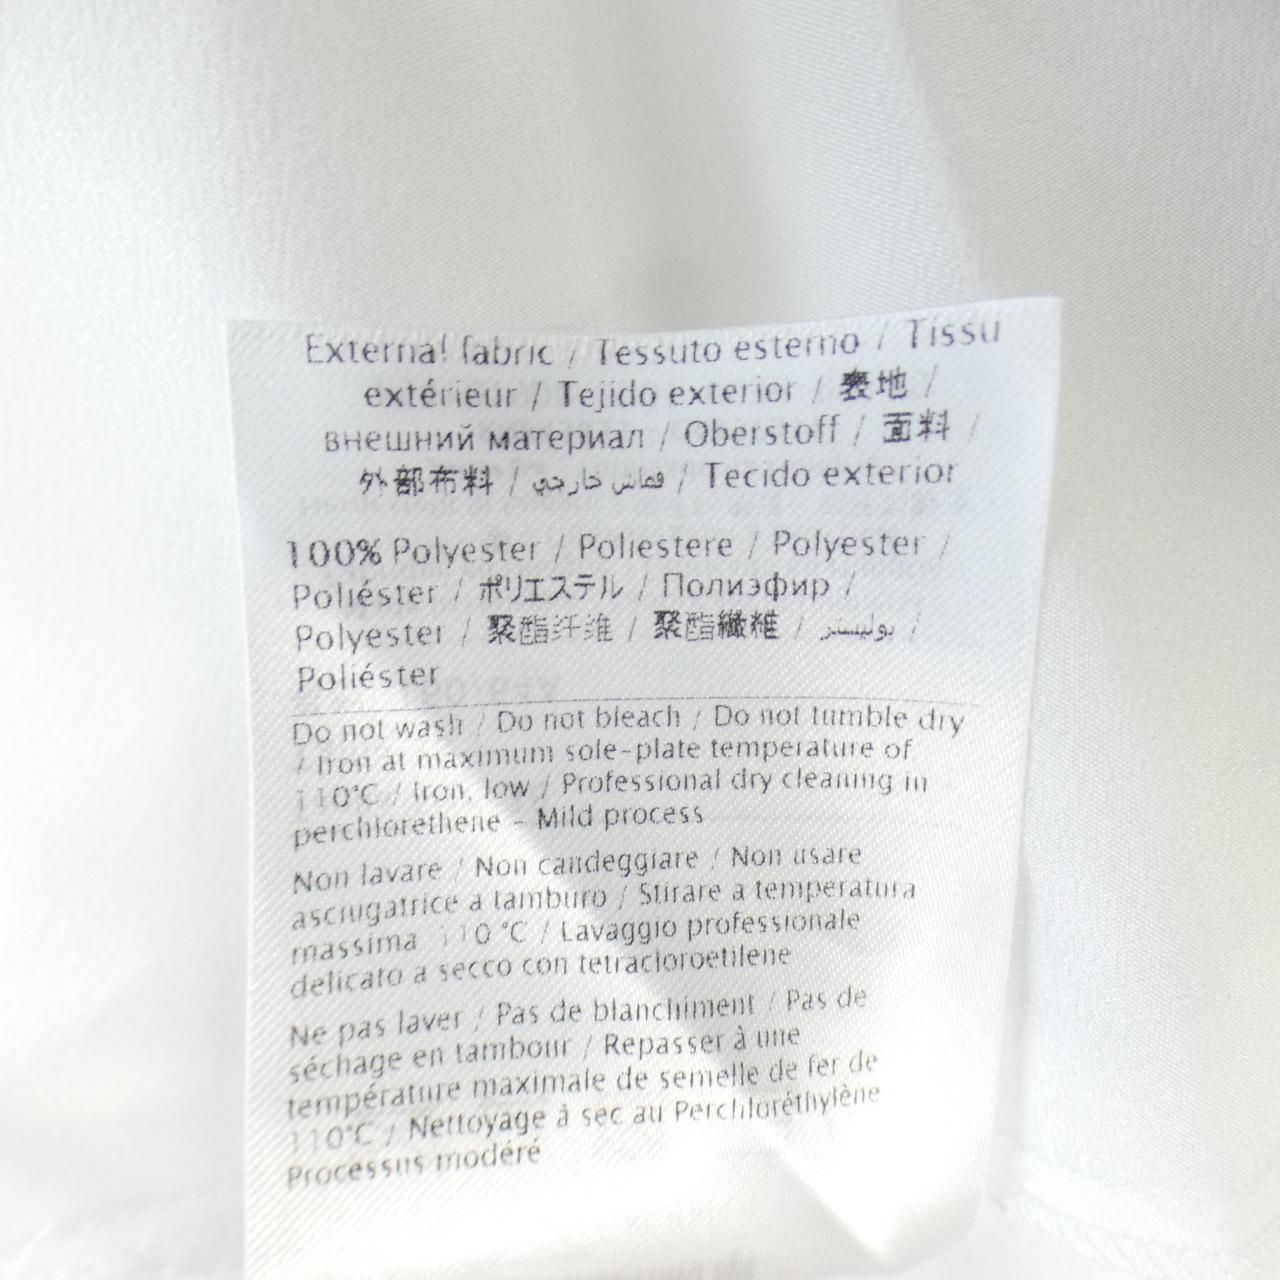 External fabric / Tessuto esterno / Tissu
extérieur / Tejido exterior / 表地 /
внешний материал / Oberstoff / 面料 /
外部布料 / قماش خارجي / Tecido exterior
100% Polyester / Poliestere / Polyester /
Poliéster / ポリエステル / Полиэфир /
Polyester / 聚酯纤维 / 聚酯纖維 / بوليستر /
Poliéster
Do not wash / Do not bleach / Do not tumble dry
/ Iron at maximum sole-plate temperature of
110°C / Iron, low / Professional dry cleaning in
perchlorethene - Mild process
Non lavare / Non candeggiare / Non usare
asciugatrice a tamburo / Stirare a temperatura
massima 110 °C / Lavaggio professionale
delicato a secco con tetracloroetilene
Ne pas laver / Pas de blanchiment / Pas de
séchage en tambour / Repasser à une
température maximale de semelle de fer de
110°C / Nettoyage à sec au Perchloréthylène
Processus modéré